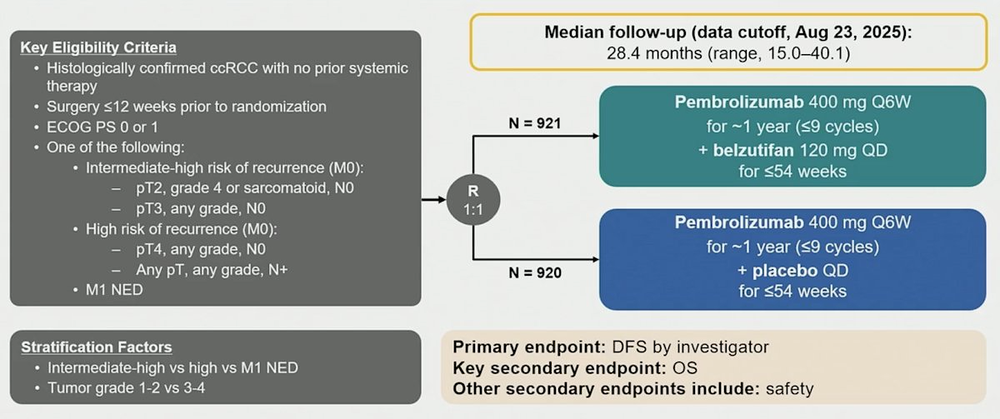 Key Eligibility Criteria
• Histologically confirmed ccRCC with no prior systemic
therapy
• Surgery ≤12 weeks prior to randomization
• ECOG PS 0 or 1
• One of the following:
• Intermediate-high risk of recurrence (M0):
– pT2, grade 4 or sarcomatoid, N0
– pT3, any grade, N0
• High risk of recurrence (M0):
– pT4, any grade, N0
– Any pT, any grade, N+
• M1 NED
Stratification Factors
• Intermediate-high vs high vs M1 NED
• Tumor grade 1-2 vs 3-4
R
1:1
N = 921
N = 920
Median follow-up (data cutoff, Aug 23, 2025):
28.4 months (range, 15.0–40.1)
Pembrolizumab 400 mg Q6W
for ~1 year (≤9 cycles)
+ belzutifan 120 mg QD
for ≤54 weeks
Pembrolizumab 400 mg Q6W
for ~1 year (≤9 cycles)
+ placebo QD
for ≤54 weeks
Primary endpoint: DFS by investigator
Key secondary endpoint: OS
Other secondary endpoints include: safety